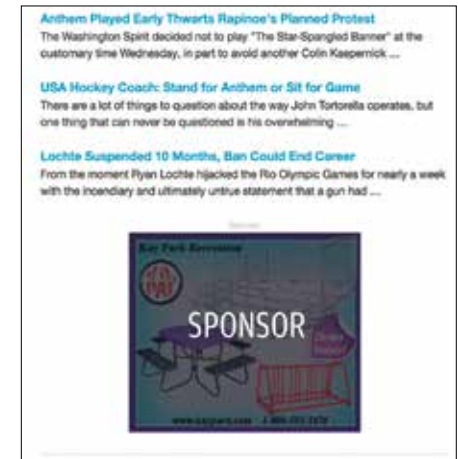 Anthem Played Early Thwarts Rapinoe's Planned Protest
The Washington Spirit decided not to play "The Star-Spangled Banner" at the
customary time Wednesday, in part to avoid another Colin Kaepernick ...
USA Hockey Coach: Stand for Anthem or Sit for Game
There are a lot of things to question about the way John Tortorella operates, but
one thing that can never be questioned is his overwhelming ...
Lochte Suspended 10 Months, Ban Could End Career
From the moment Ryan Lochte hijacked the Rio Olympic Games for nearly a week
with the incendiary and ultimately untrue statement that a gun had ...
Kay Park Recreation
SPONSOR
www.kaypark.com